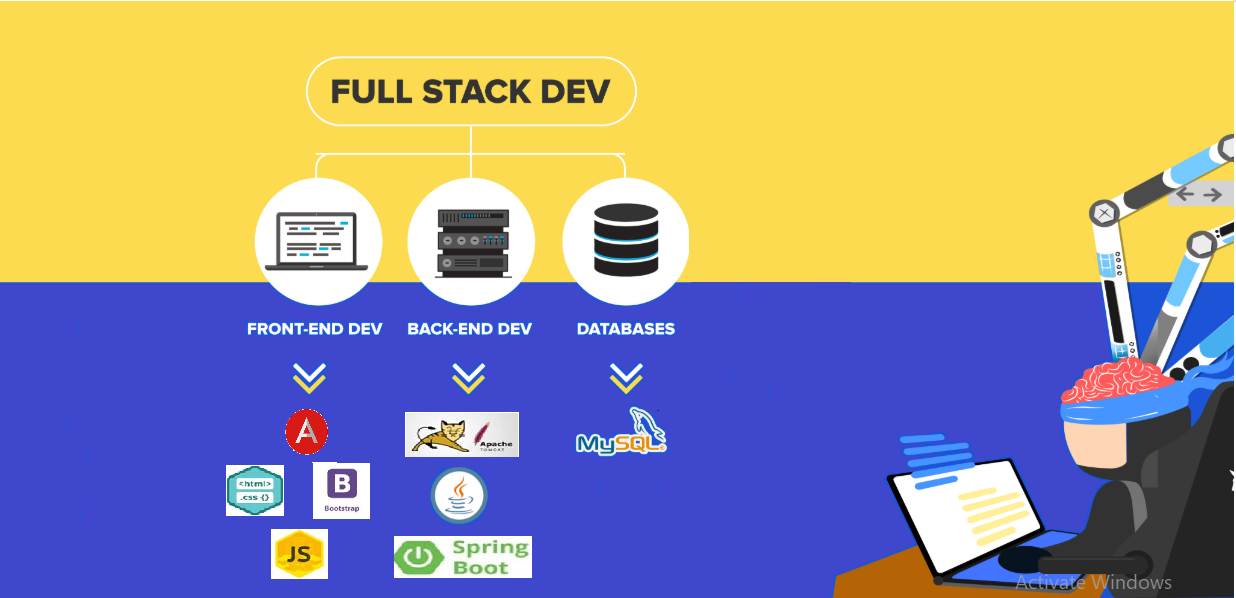 FULL STACK DEV
FRONT-END DEV
BACK-END DEV
DATABASES
A
Apache
TOMCAT
MySQL®
<html>
.css {}
B
Bootstrap
JS
Spring
Boot
Activate Windows